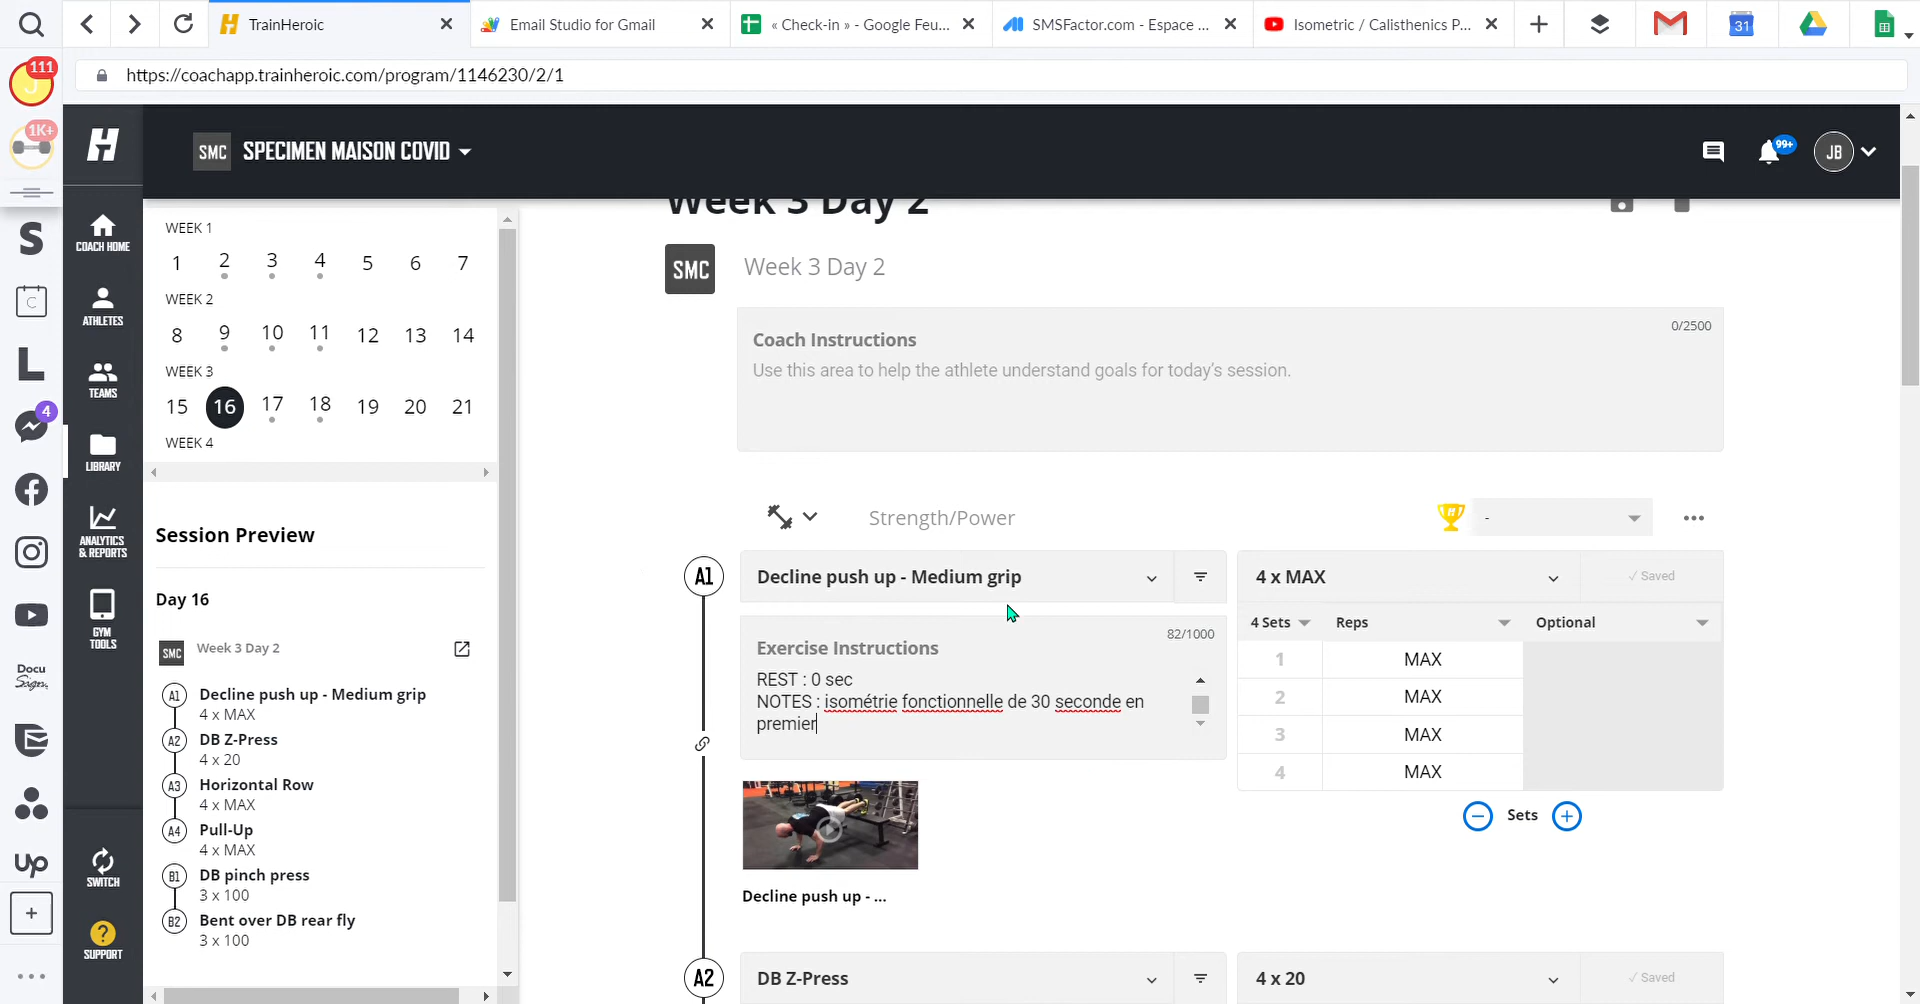 TrainHeroic
Email Studio for Gmail
« Check-in » - Google Feu...
SMSFactor.com - Espace ...
Isometric / Calisthenics P...
31
https://coachapp.trainheroic.com/program/1146230/2/1
111
1K+
SMC SPECIMEN MAISON COVID
99+
JB
COACH HOME
ATHLETES
TEAMS
LIBRARY
ANALYTICS
& REPORTS
GYM
TOOLS
SWITCH
SUPPORT
S
C
L
4
Docu
Sign
up
WEEK 1
1 2 3 4 5 6 7
WEEK 2
8 9 10 11 12 13 14
WEEK 3
15 16 17 18 19 20 21
WEEK 4
Session Preview
Day 16
SMC Week 3 Day 2
A1 Decline push up - Medium grip
4 x MAX
A2 DB Z-Press
4 x 20
A3 Horizontal Row
4 x MAX
A4 Pull-Up
4 x MAX
B1 DB pinch press
3 x 100
B2 Bent over DB rear fly
3 x 100
Week 3 Day 2
SMC Week 3 Day 2
0/2500
Coach Instructions
Use this area to help the athlete understand goals for today's session.
Strength/Power
-
A1 Decline push up - Medium grip
4 x MAX
✓ Saved
82/1000
Exercise Instructions
REST : 0 sec
NOTES : isométrie fonctionnelle de 30 seconde en
premier
4 Sets Reps Optional
1 MAX
2 MAX
3 MAX
4 MAX
Sets
Decline push up - ...
A2 DB Z-Press
4 x 20
✓ Saved